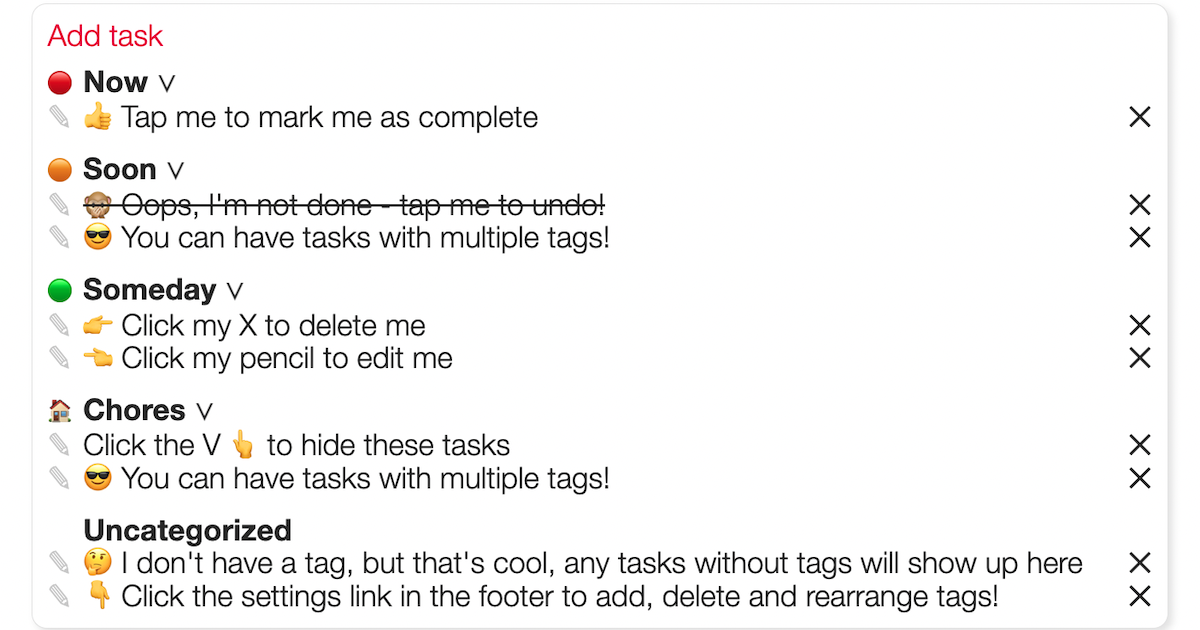 Add task
🔴 Now V
✎ 👍 Tap me to mark me as complete ✕
🟠 Soon V
✎ 🙊 Oops, I'm not done - tap me to undo! ✕
✎ 😎 You can have tasks with multiple tags! ✕
🟢 Someday V
✎ 👉 Click my X to delete me ✕
✎ 👈 Click my pencil to edit me ✕
🏠 Chores V
✎ Click the V 👆 to hide these tasks ✕
✎ 😎 You can have tasks with multiple tags! ✕
Uncategorized
✎ 🤔 I don't have a tag, but that's cool, any tasks without tags will show up here ✕
✎ 👇 Click the settings link in the footer to add, delete and rearrange tags! ✕